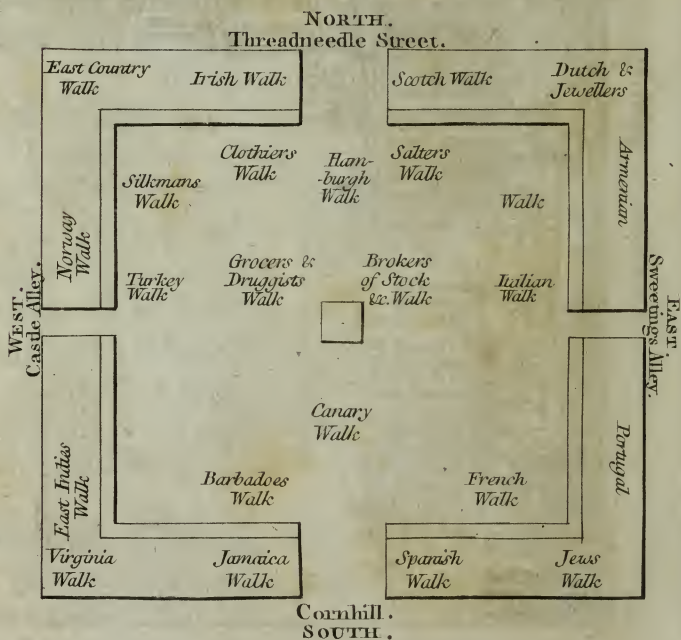 NORTH.
Threadneedle Street.
East Country
Walk
Irish Walk
Scotch Walk
Dutch &
Jewellers
Clothiers
Walk
Ham-
-burgh
Walk
Salters
Walk
Silkmans
Walk
Walk
Armenian
Norway
Walk
Turkey
Walk
Grocers &
Druggists
Walk
Brokers
of Stock
&c. Walk
Italian
Walk
WEST.
Castle Alley.
EAST.
Sweetings Alley.
Canary
Walk
East Indies
Walk
Barbadoes
Walk
French
Walk
Portugal
Virginia
Walk
Jamaica
Walk
Spanish
Walk
Jews
Walk
Cornhill.
SOUTH.